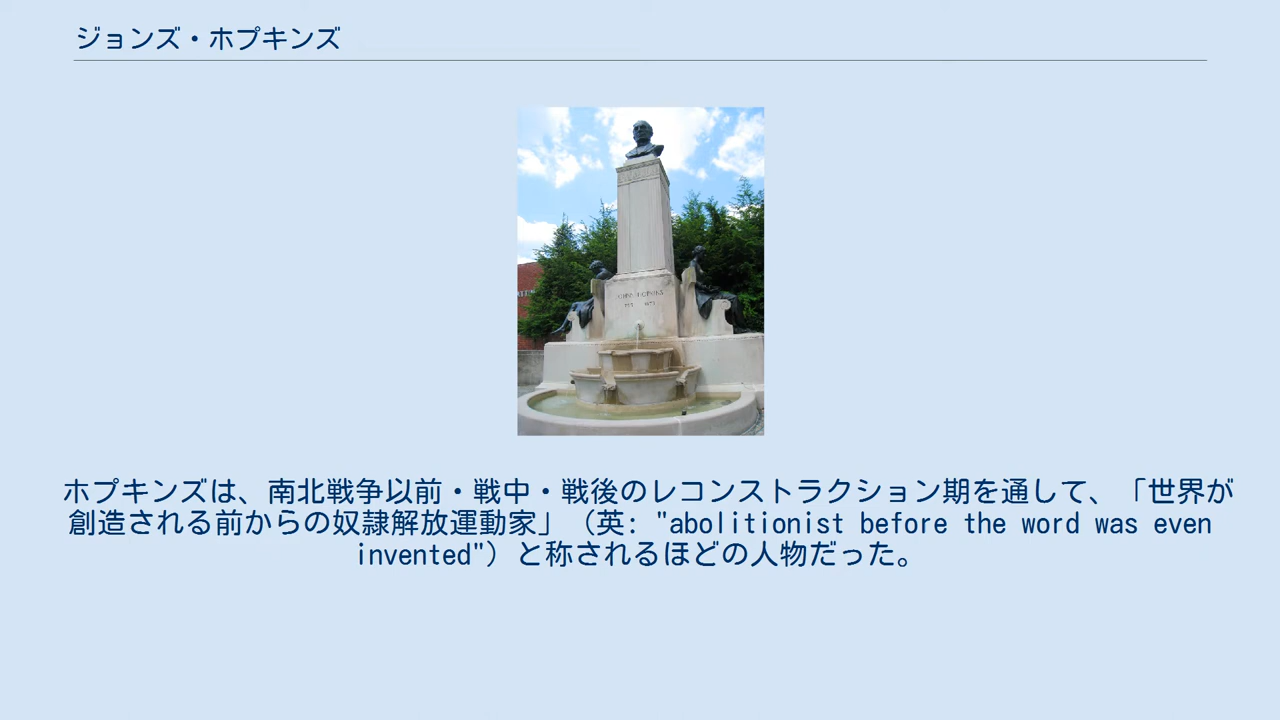 ジョンズ・ホプキンズ
JOHNS HOPKINS
ホプキンズは、南北戦争以前・戦中・戦後のレコンストラクション期を通して、「世界が
創造される前からの奴隷解放運動家」（英: "abolitionist before the word was even
invented"）と称されるほどの人物だった。